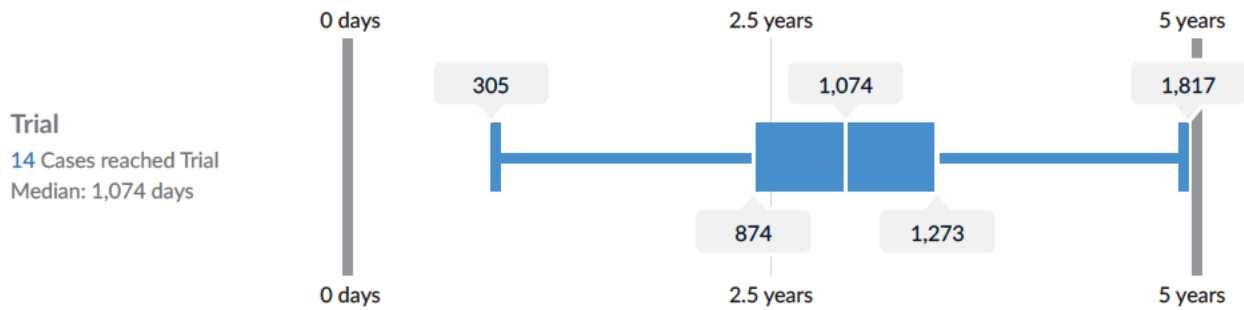 0 days
2.5 years
5 years
305
1,074
1,817
Trial
14 Cases reached Trial
Median: 1,074 days
874
1,273
0 days
2.5 years
5 years